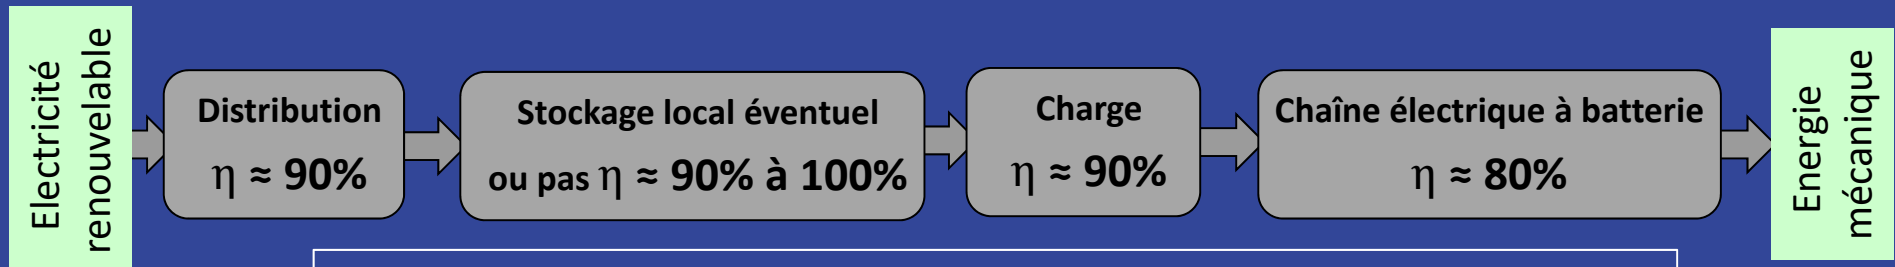 Electricité
renouvelable
Distribution
η ≈ 90%
Stockage local éventuel
ou pas η ≈ 90% à 100%
Charge
η ≈ 90%
Chaîne électrique à batterie
η ≈ 80%
Energie
mécanique